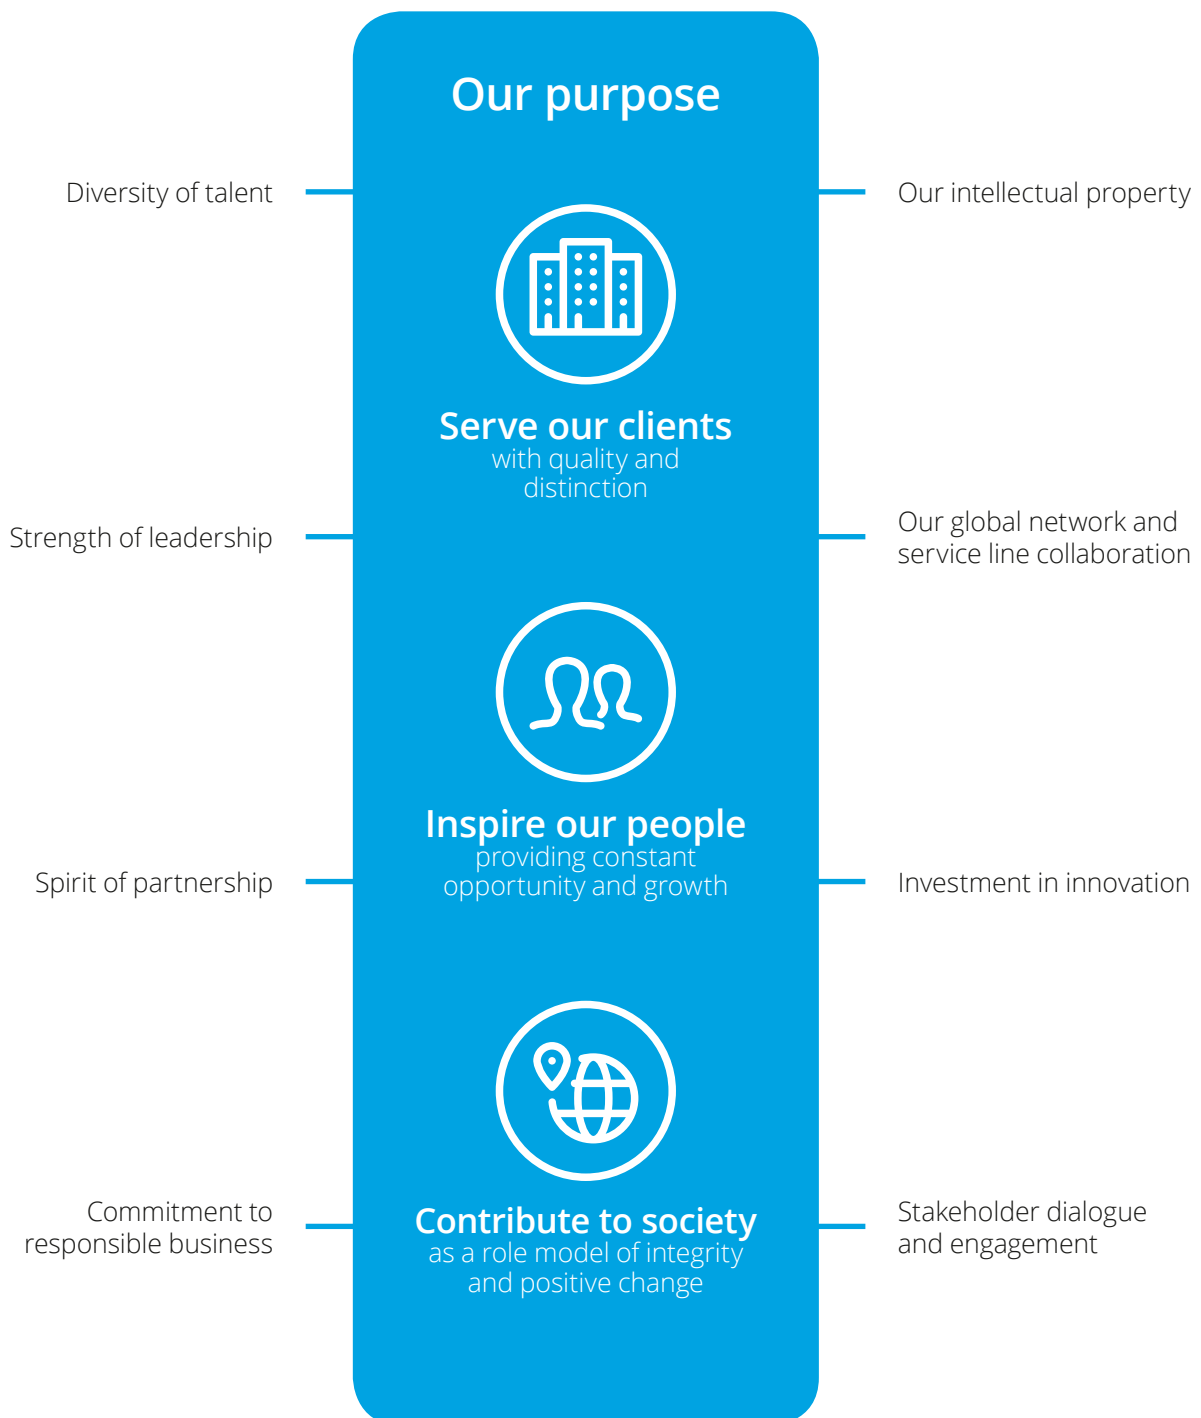 Our purpose
Diversity of talent
Our intellectual property
Serve our clients
with quality and
distinction
Strength of leadership
Our global network and
service line collaboration
Inspire our people
providing constant
opportunity and growth
Spirit of partnership
Investment in innovation
Commitment to
responsible business
Contribute to society
as a role model of integrity
and positive change
Stakeholder dialogue
and engagement